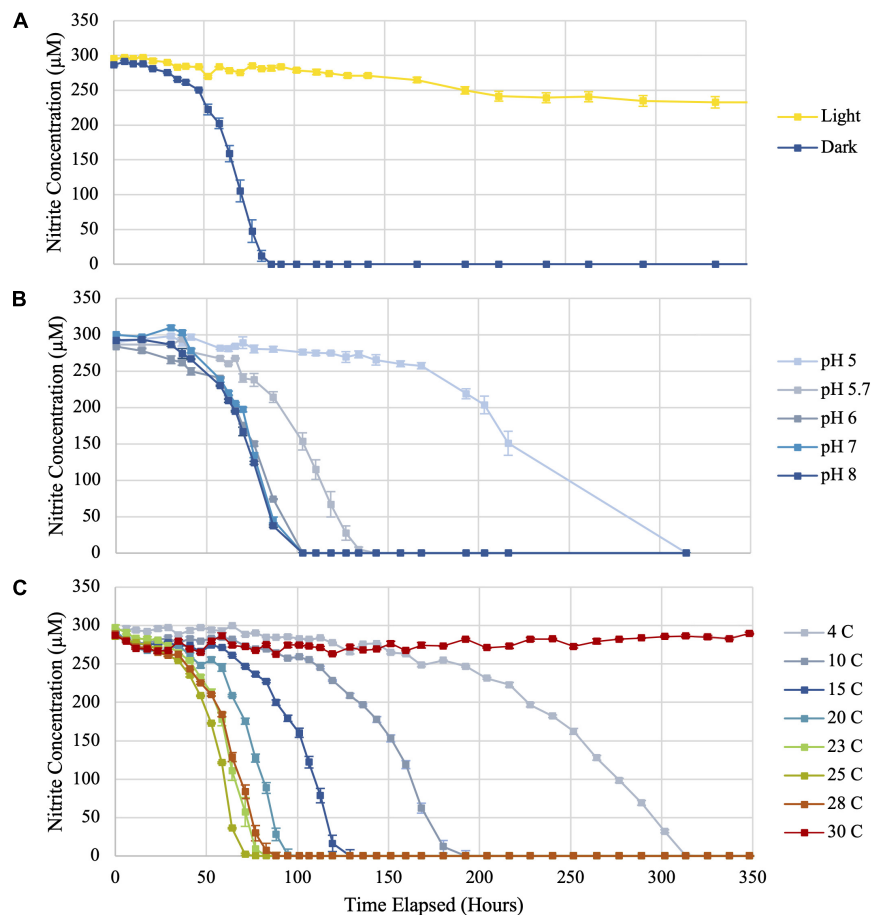 A
Nitrite Concentration (µM)
350
300
250
200
150
100
50
0
Light
Dark
B
Nitrite Concentration (µM)
350
300
250
200
150
100
50
0
pH 5
pH 5.7
pH 6
pH 7
pH 8
C
Nitrite Concentration (µM)
350
300
250
200
150
100
50
0
4 C
10 C
15 C
20 C
23 C
25 C
28 C
30 C
0 50 100 150 200 250 300 350
Time Elapsed (Hours)